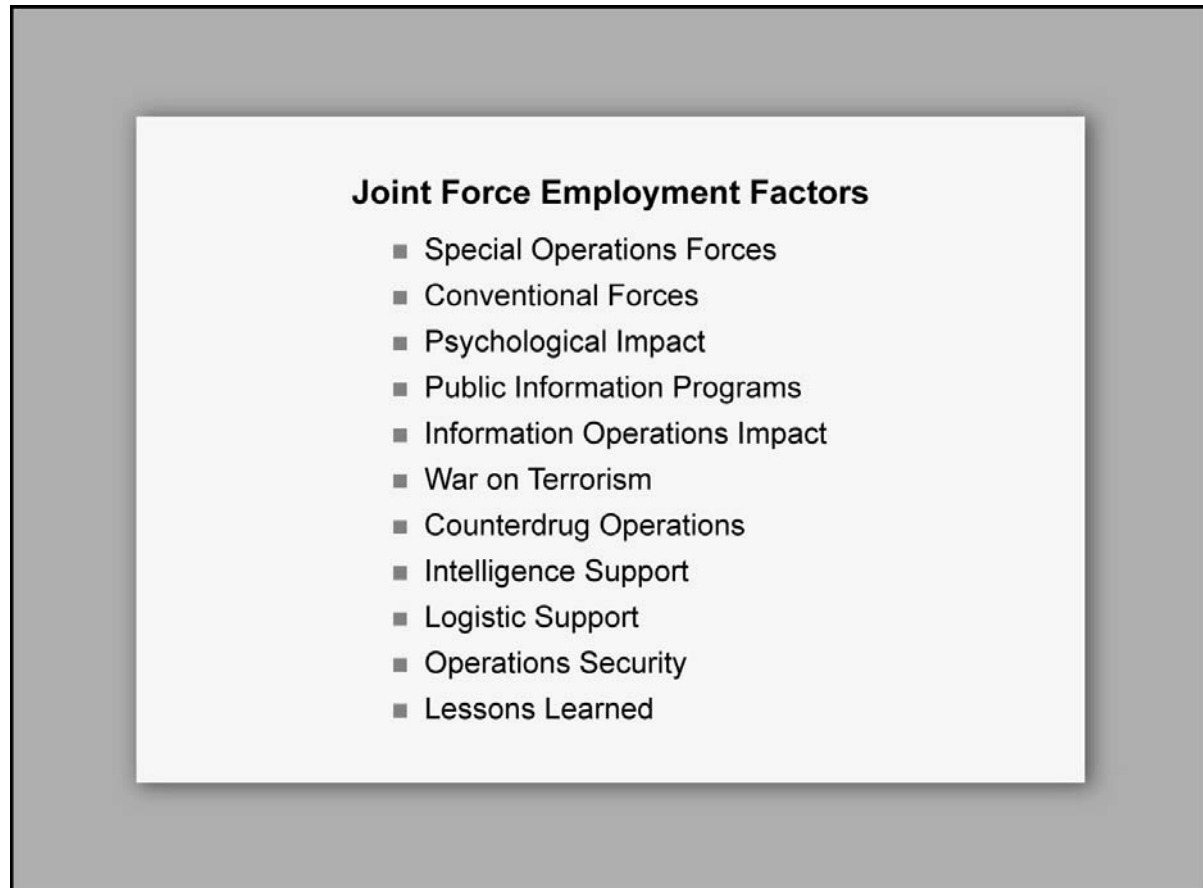 Joint Force Employment Factors
Special Operations Forces
Conventional Forces
Psychological Impact
Public Information Programs
Information Operations Impact
War on Terrorism
Counterdrug Operations
Intelligence Support
Logistic Support
Operations Security
Lessons Learned